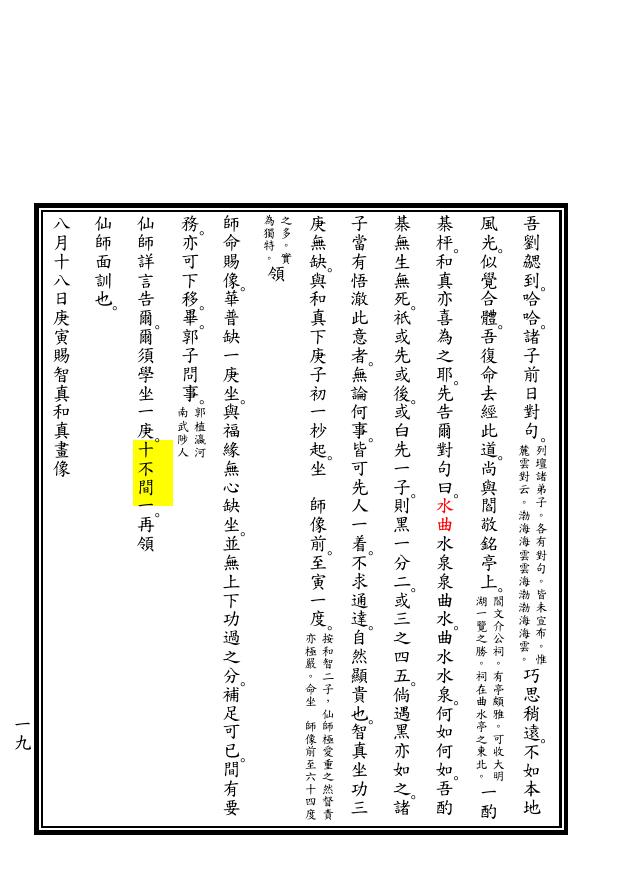 吾劉勰到。哈哈。諸子前日對句。列壇諸弟子。各有對句。皆未宣布。惟麓雲對云。渤海海雲雲海渤渤海海雲。巧思稍遠。不如本地
風光。似覺合體。吾復命去經此道。尚與閻敬銘亭上。閻文介公祠。有亭頗雅。可收大明湖一覽之勝。祠在曲水亭之東北。一酌
棊枰。和真亦喜為之耶。先告爾對句曰。水曲水泉泉曲水。曲水水泉。何如何如。吾酌
棊無生無死。祇或先或後。或白先一子。則黑一分二。或三之四五。倘遇黑亦如之。諸
子當有悟澈此意者。無論何事。皆可先人一着。不求通達。自然顯貴也。智真坐功三
庚無缺。與和真下庚子初一秒起。坐　師像前。至寅一度。按和智二子，仙師極愛重之然督責亦極嚴。命坐　師像前至六十四度
之多。實為獨特。領
師命賜像。華普缺一庚坐。與福緣無心缺坐。並無上下功過之分。補足可已。間有要
務。亦可下移。畢。郭子問事。郭植瀛河南武陟人
仙師詳言告爾。爾須學坐一庚。十不間一。再領
仙師面訓也。
八月十八日庚寅賜智真和真畫像
一九